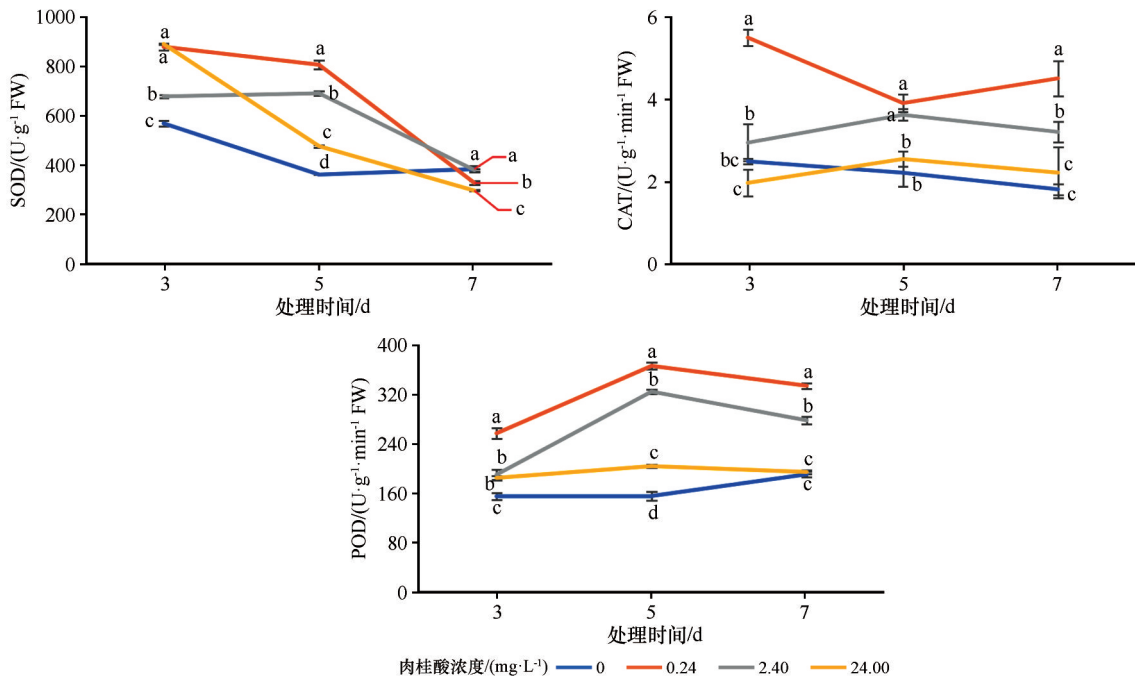 SOD/(U·g⁻¹ FW)
1000
800
600
400
200
0
a
a
b
c
a
b
c
d
a
a
b
c
3
5
7
处理时间/d
CAT/(U·g⁻¹·min⁻¹ FW)
6
4
2
0
a
b
bc
c
a
a
b
b
a
b
c
c
3
5
7
处理时间/d
POD/(U·g⁻¹·min⁻¹ FW)
400
320
240
160
80
0
a
b
b
c
a
b
c
d
a
b
c
c
3
5
7
处理时间/d
肉桂酸浓度/(mg·L⁻¹) 0 0.24 2.40 24.00